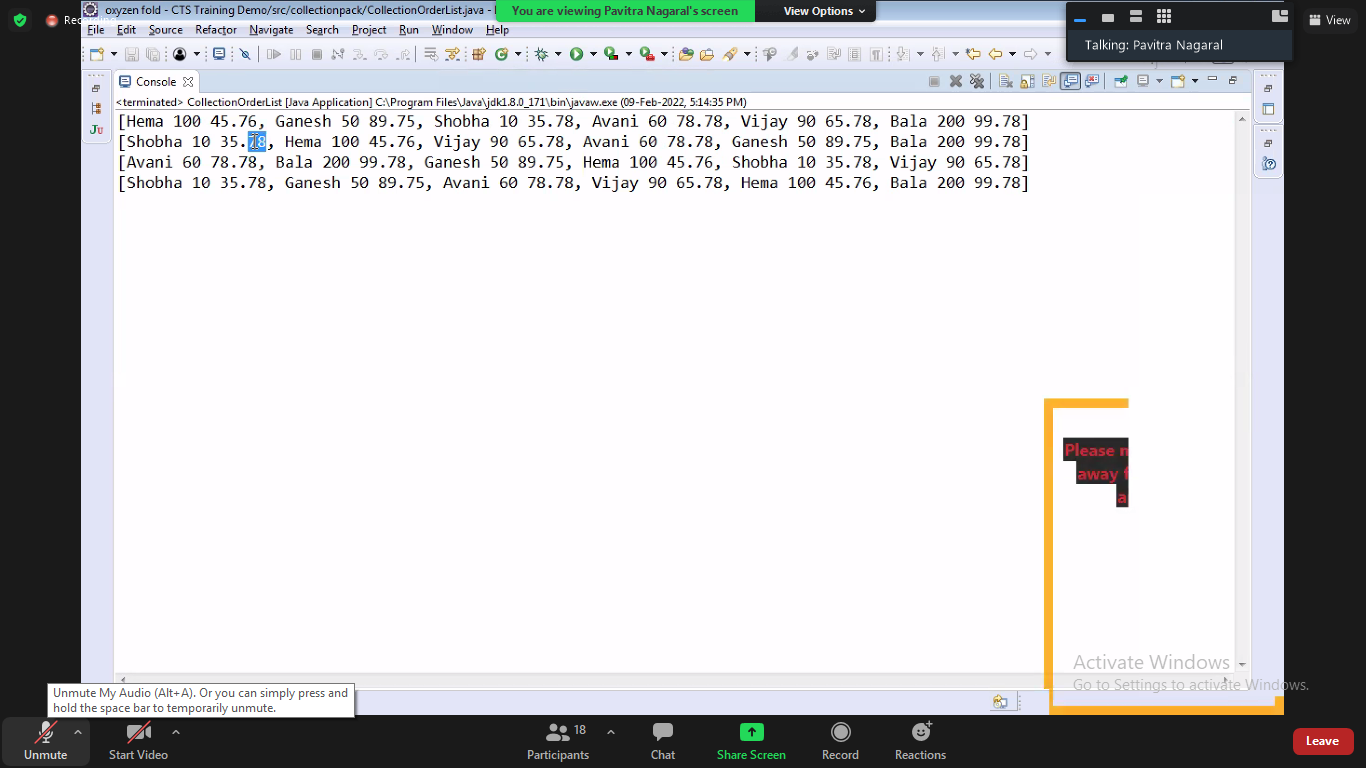 Recording
oxyzen fold - CTS Training Demo/src/collectionpack/CollectionOrderList.java -
You are viewing Pavitra Nagaral's screen
View Options
View
Talking: Pavitra Nagaral
File Edit Source Refactor Navigate Search Project Run Window Help
Console
<terminated> CollectionOrderList [Java Application] C:\Program Files\Java\jdk1.8.0_171\bin\javaw.exe (09-Feb-2022, 5:14:35 PM)
[Hema 100 45.76, Ganesh 50 89.75, Shobha 10 35.78, Avani 60 78.78, Vijay 90 65.78, Bala 200 99.78]
[Shobha 10 35.78, Hema 100 45.76, Vijay 90 65.78, Avani 60 78.78, Ganesh 50 89.75, Bala 200 99.78]
[Avani 60 78.78, Bala 200 99.78, Ganesh 50 89.75, Hema 100 45.76, Shobha 10 35.78, Vijay 90 65.78]
[Shobha 10 35.78, Ganesh 50 89.75, Avani 60 78.78, Vijay 90 65.78, Hema 100 45.76, Bala 200 99.78]
JU
Please
away
Activate Windows
Go to Settings to activate Windows.
Unmute My Audio (Alt+A). Or you can simply press and
hold the space bar to temporarily unmute.
18
Unmute
Start Video
Participants
Chat
Share Screen
Record
Reactions
Leave